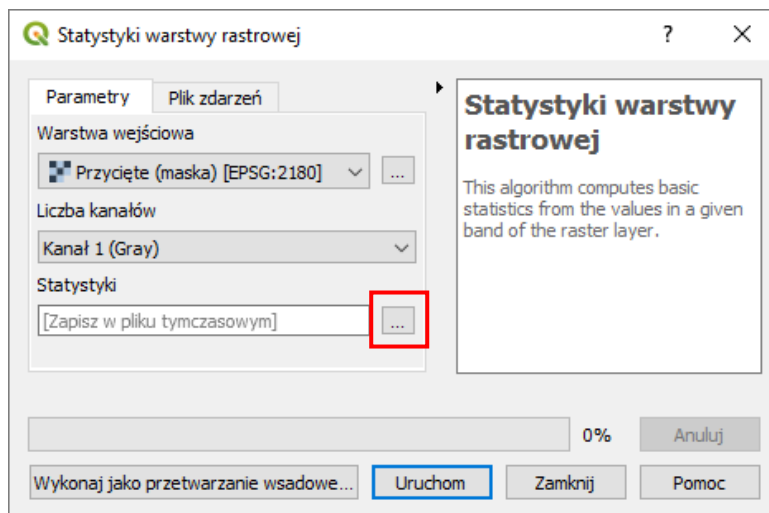 Statystyki warstwy rastrowej
?
Parametry
Plik zdarzeń
Warstwa wejściowa
Przycięte (maska) [EPSG:2180]
...
Liczba kanałów
Kanał 1 (Gray)
Statystyki
[Zapisz w pliku tymczasowym]
...
Statystyki warstwy
rastrowej
This algorithm computes basic
statistics from the values in a given
band of the raster layer.
0%
Anuluj
Wykonaj jako przetwarzanie wsadowe...
Uruchom
Zamknij
Pomoc